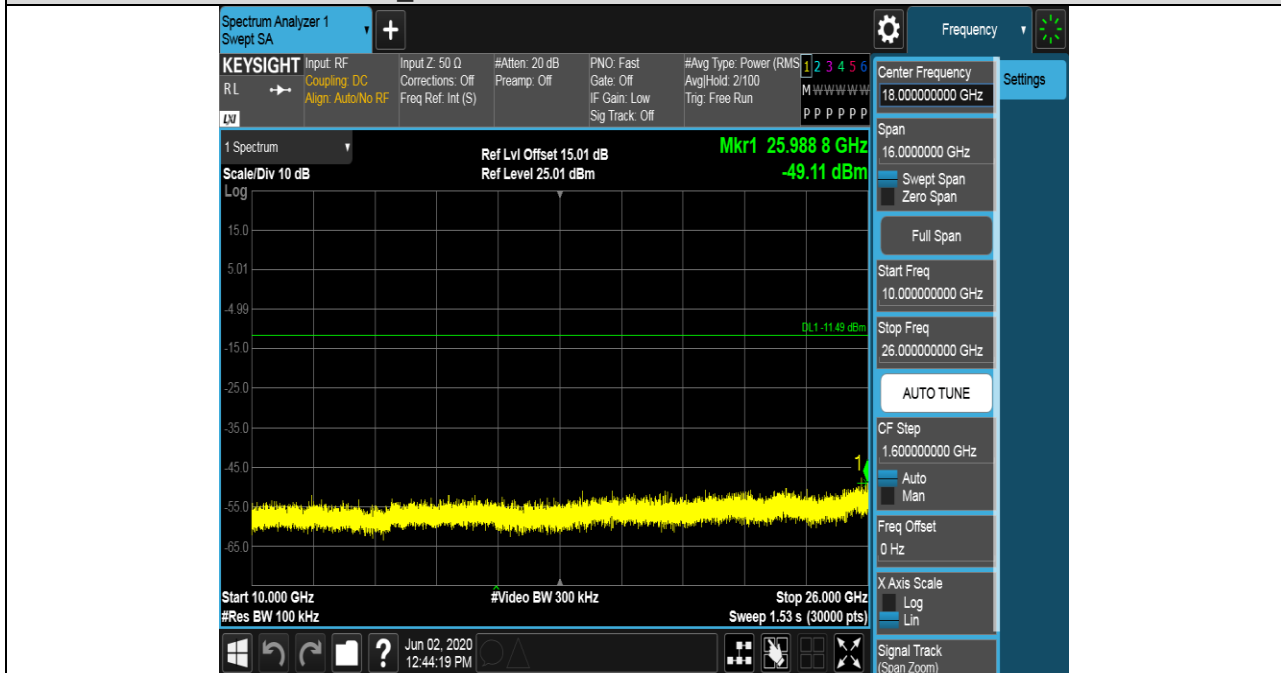 Spectrum Analyzer 1
Swept SA
+
Frequency
KEYSIGHT
RL
LXI
Input: RF
Coupling: DC
Align: Auto/No RF
Input Z: 50 Ω
Corrections: Off
Freq Ref: Int (S)
#Atten: 20 dB
Preamp: Off
PNO: Fast
Gate: Off
IF Gain: Low
Sig Track: Off
#Avg Type: Power (RMS
Avg|Hold: 2/100
Trig: Free Run
1 2 3 4 5 6
M W W W W W
P P P P P P
1 Spectrum
Scale/Div 10 dB
Ref Lvl Offset 15.01 dB
Ref Level 25.01 dBm
Mkr1 25.988 8 GHz
-49.11 dBm
Log
15.0
5.01
-4.99
-15.0
-25.0
-35.0
-45.0
-55.0
-65.0
DL1 -11.49 dBm
1
Start 10.000 GHz
#Res BW 100 kHz
#Video BW 300 kHz
Stop 26.000 GHz
Sweep 1.53 s (30000 pts)
?
Jun 02, 2020
12:44:19 PM
Center Frequency
18.000000000 GHz
Span
16.0000000 GHz
Swept Span
Zero Span
Full Span
Start Freq
10.000000000 GHz
Stop Freq
26.000000000 GHz
AUTO TUNE
CF Step
1.600000000 GHz
Auto
Man
Freq Offset
0 Hz
X Axis Scale
Log
Lin
Signal Track
(Span Zoom)
Settings